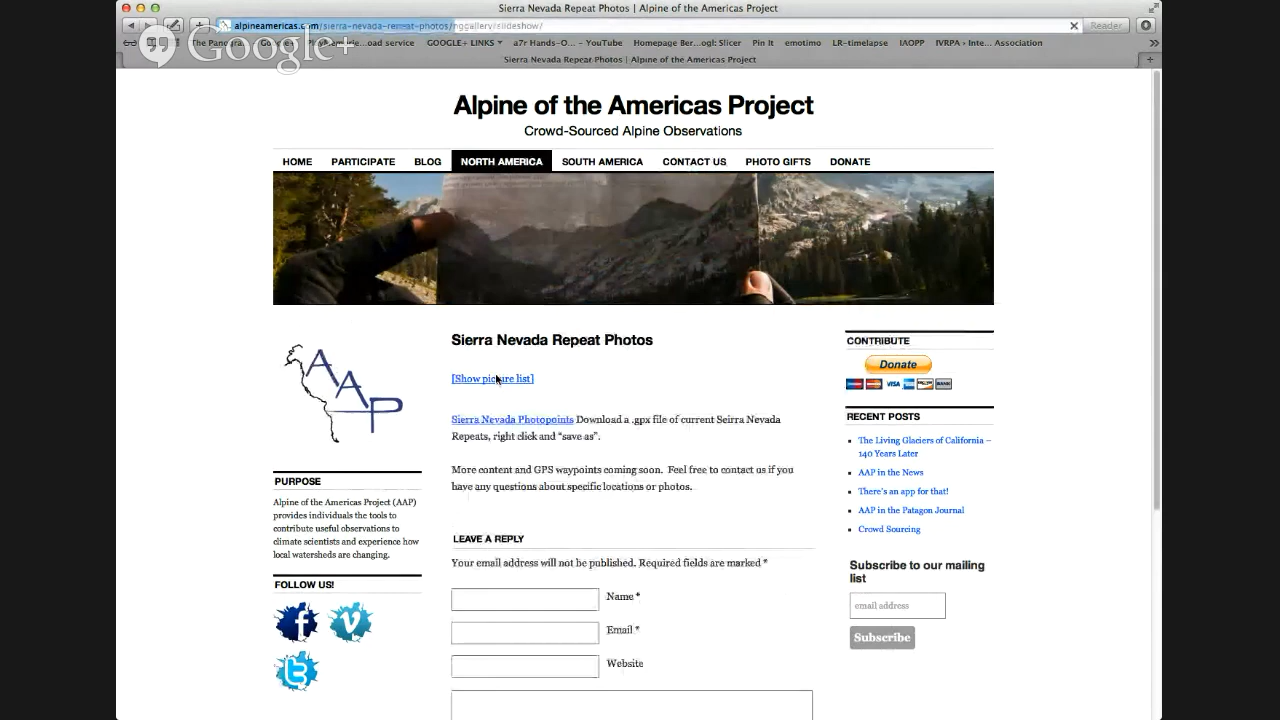 Sierra Nevada Repeat Photos | Alpine of the Americas Project
alpineamericas.com/sierra-nevada-repeat-photos/nggallery/slideshow/
Reader
Google+
GOOGLE+ LINKS
a7r Hands-O... – YouTube
Homepage Ber...ogl: Slicer
Pin It
emotimo
LR-timelapse
IAOPP
IVRPA › Inte... Association
Sierra Nevada Repeat Photos | Alpine of the Americas Project
Alpine of the Americas Project
Crowd-Sourced Alpine Observations
HOME PARTICIPATE BLOG NORTH AMERICA SOUTH AMERICA CONTACT US PHOTO GIFTS DONATE
AAP
PURPOSE
Alpine of the Americas Project (AAP)
provides individuals the tools to
contribute useful observations to
climate scientists and experience how
local watersheds are changing.
FOLLOW US!
Sierra Nevada Repeat Photos
[Show picture list]
Sierra Nevada Photopoints Download a .gpx file of current Seirra Nevada
Repeats, right click and “save as”.
More content and GPS waypoints coming soon. Feel free to contact us if you
have any questions about specific locations or photos.
LEAVE A REPLY
Your email address will not be published. Required fields are marked *
Name *
Email *
Website
CONTRIBUTE
Donate
VISA
RECENT POSTS
The Living Glaciers of California –
140 Years Later
AAP in the News
There’s an app for that!
AAP in the Patagon Journal
Crowd Sourcing
Subscribe to our mailing
list
email address
Subscribe